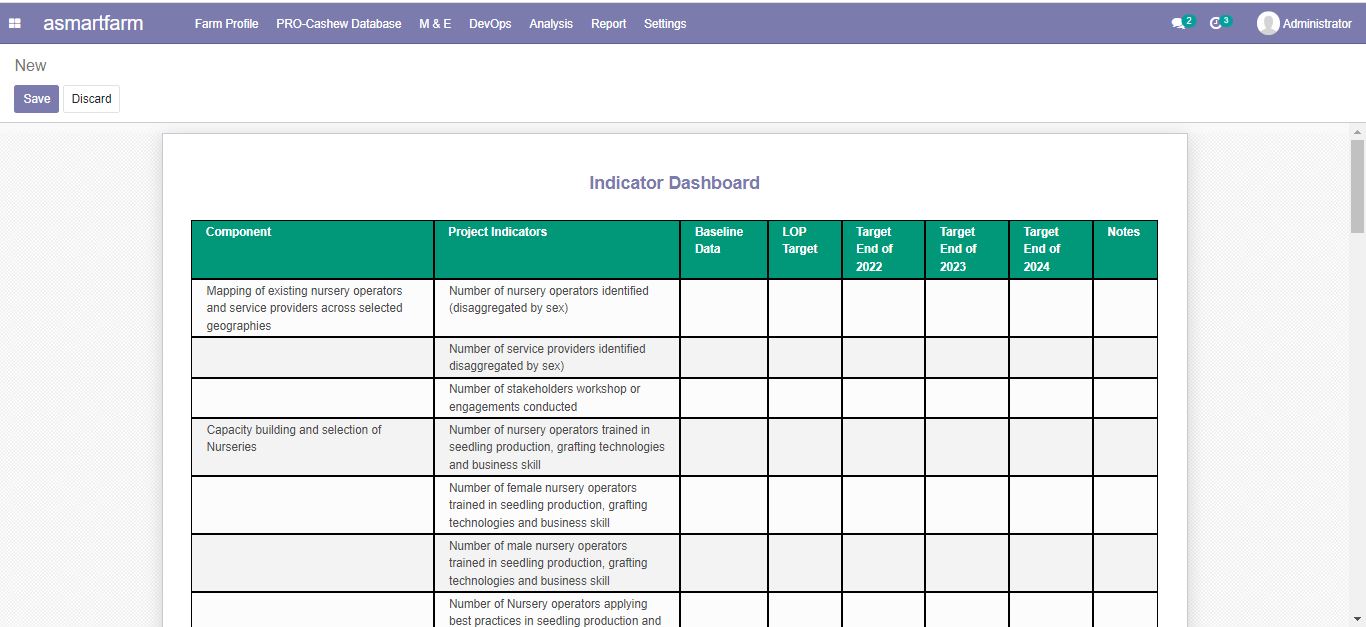 asmartfarm
Farm Profile
PRO-Cashew Database
M & E
DevOps
Analysis
Report
Settings
2
3
Administrator
New
Save
Discard
Indicator Dashboard
Component
Project Indicators
Baseline
Data
LOP
Target
Target
End of
2022
Target
End of
2023
Target
End of
2024
Notes
Mapping of existing nursery operators
and service providers across selected
geographies
Number of nursery operators identified
(disaggregated by sex)
Number of service providers identified
disaggregated by sex)
Number of stakeholders workshop or
engagements conducted
Capacity building and selection of
Nurseries
Number of nursery operators trained in
seedling production, grafting technologies
and business skill
Number of female nursery operators
trained in seedling production, grafting
technologies and business skill
Number of male nursery operators
trained in seedling production, grafting
technologies and business skill
Number of Nursery operators applying
best practices in seedling production and